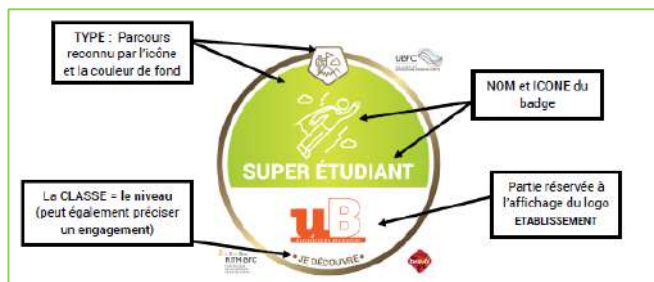 TYPE : Parcours
reconnu par l'icône
et la couleur de fond
UBFC
NOM et ICONE du
badge
SUPER ÉTUDIANT
La CLASSE = le niveau
(peut également préciser
un engagement)
uB
• JE DÉCOUVRE •
Partie réservée à
l'affichage du logo
ETABLISSEMENT
RITM-BFC